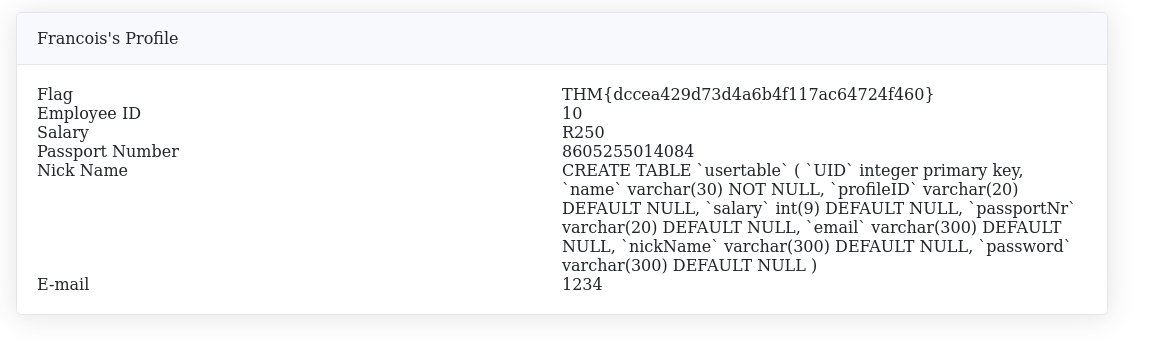 Francois's Profile
Flag THM{dccea429d73d4a6b4f117ac64724f460}
Employee ID 10
Salary R250
Passport Number 8605255014084
Nick Name CREATE TABLE `usertable` ( `UID` integer primary key,
`name` varchar(30) NOT NULL, `profileID` varchar(20)
DEFAULT NULL, `salary` int(9) DEFAULT NULL, `passportNr`
varchar(20) DEFAULT NULL, `email` varchar(300) DEFAULT
NULL, `nickName` varchar(300) DEFAULT NULL, `password`
varchar(300) DEFAULT NULL )
E-mail 1234